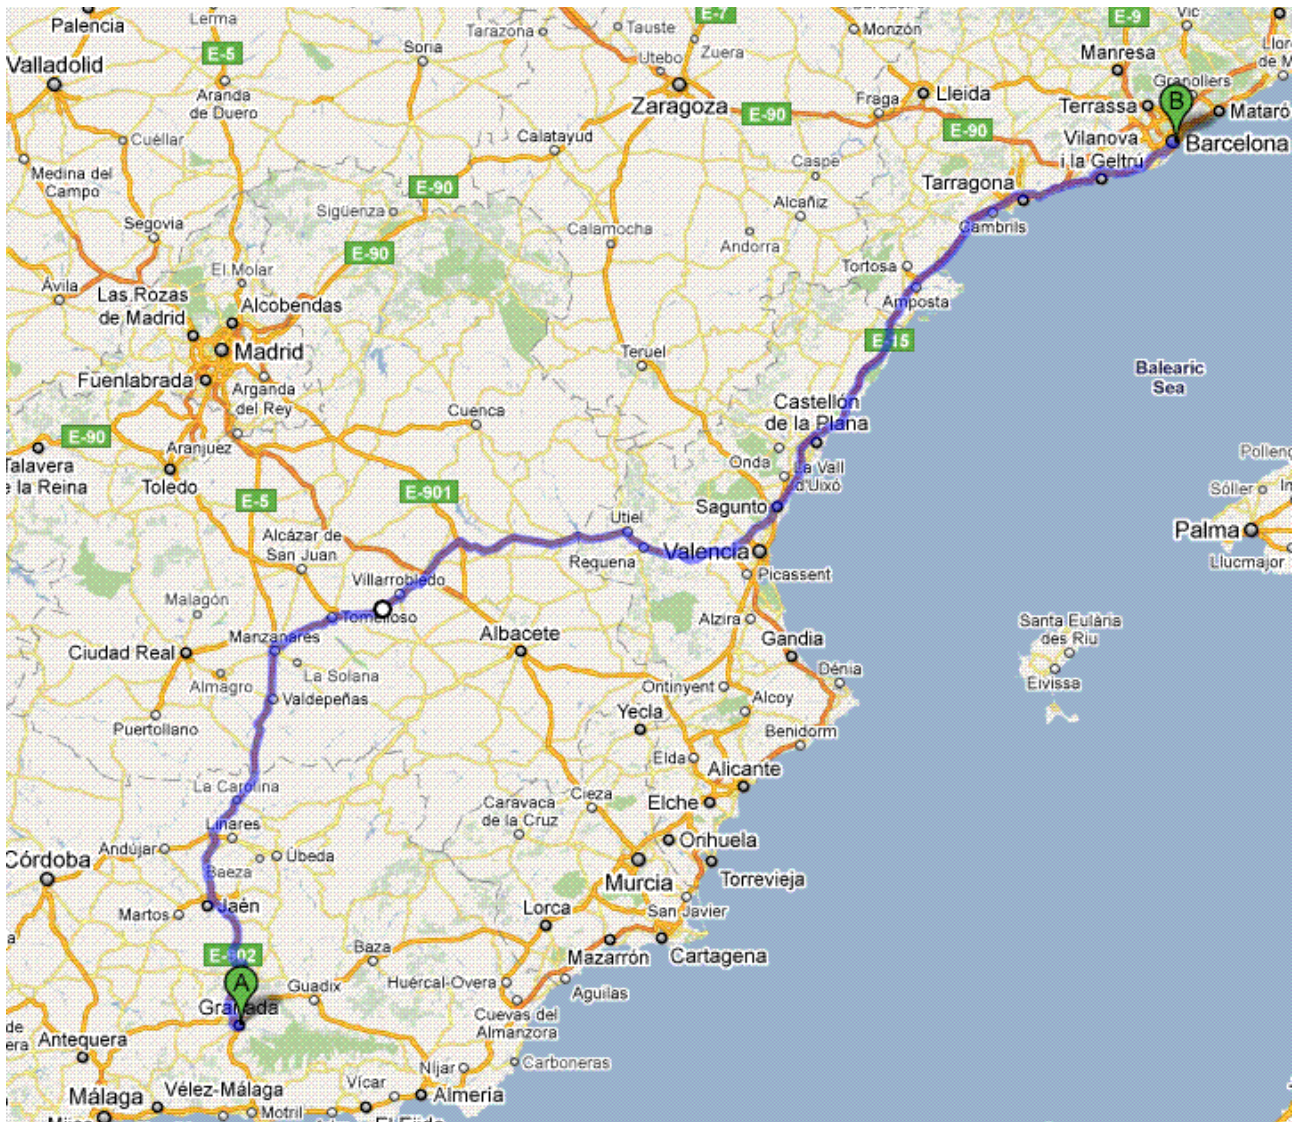 Palencia
Lerma
E-5
Aranda
de Duero
Soria
Tarazona
E-7
Tauste
Utebo
Zuera
Monzón
E-9
Vic
Manresa
Granollers
Valladolid
Zaragoza
E-90
Fraga
Lleida
E-90
Terrassa
B
Mataró
Vilanova
i la Geltrú
Barcelona
Cuéllar
Calatayud
Caspe
Medina del
Campo
Segovia
Sigüenza
E-90
E-90
Tarragona
Cambrils
Alcañiz
Calamocha
Andorra
Ávila
El Molar
Las Rozas
de Madrid
Alcobendas
Tortosa
Amposta
Madrid
Fuenlabrada
Arganda
del Rey
Teruel
E-15
Balearic
Sea
E-90
Aranjuez
Cuenca
Castellón
de la Plana
Talavera
e la Reina
Toledo
E-5
E-901
Onda
La Vall
d'Uixó
Sagunto
Sóller
Palma
Llucmajor
Alcázar de
San Juan
Utiel
Requena
Valencia
Picassent
Malagón
Villarrobledo
Tomelloso
Manzanares
Albacete
Alzira
Gandia
Santa Eulària
des Riu
Eivissa
Ciudad Real
Almagro
La Solana
Valdepeñas
Puertollano
Ontinyent
Dénia
Alcoy
Yecla
Benidorm
Elda
Alicante
La Carolina
Caravaca
de la Cruz
Cieza
Elche
Linares
Andújar
Úbeda
Baeza
Orihuela
Córdoba
Murcia
Torrevieja
Martos
Jaén
Lorca
San Javier
E-902
Baza
Mazarrón
Cartagena
A
Granada
Guadix
Huércal-Overa
Aguilas
Cuevas del
Almanzora
Antequera
Níjar
Carboneras
Málaga
Vélez-Málaga
Vícar
Almeria
Motril